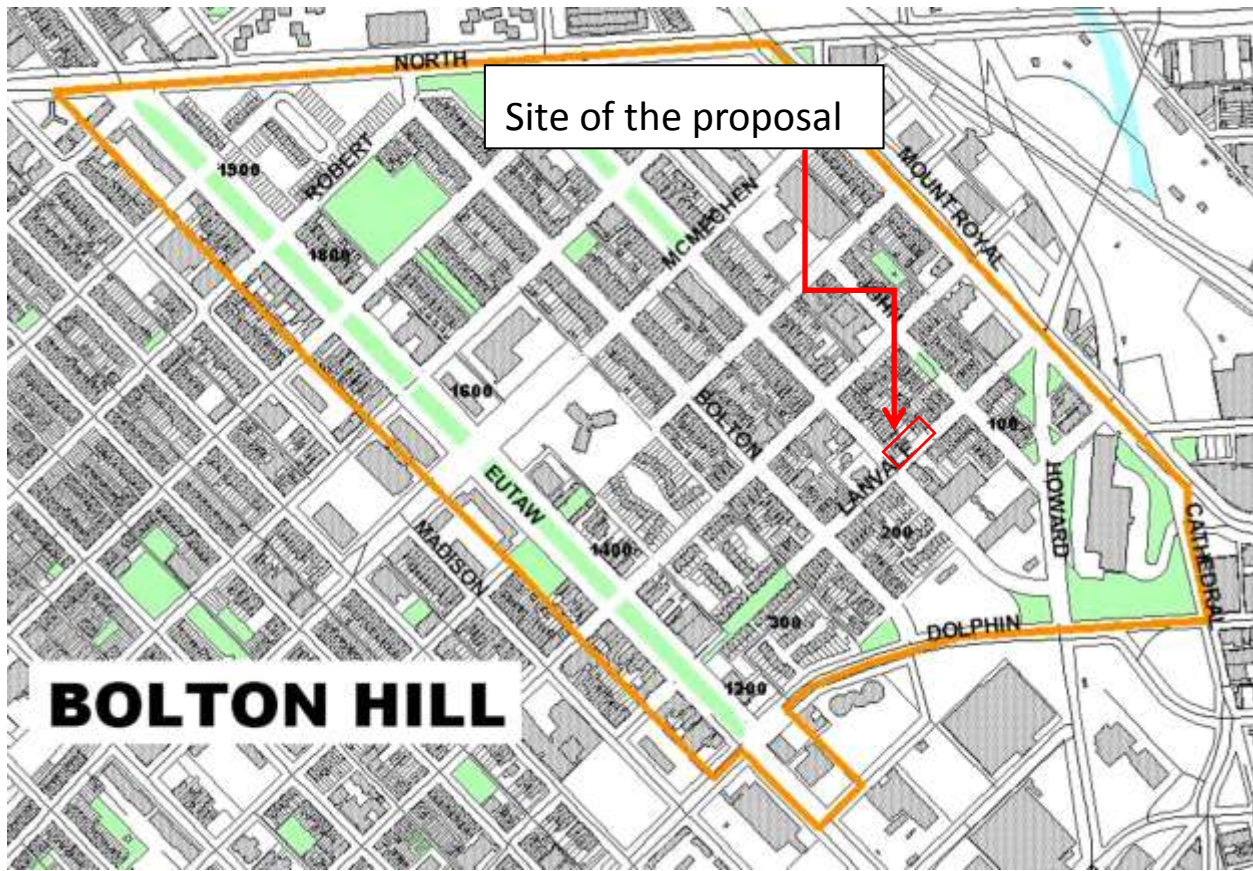 NORTH
Site of the proposal
1900
ROBERT
MOUNT ROYAL
1800
MCMECHEN
1600
BOLTON
100
EUTAW
LANVALE
HOWARD
CATHEDRAL
MADISON
1400
200
300
DOLPHIN
1200
BOLTON HILL